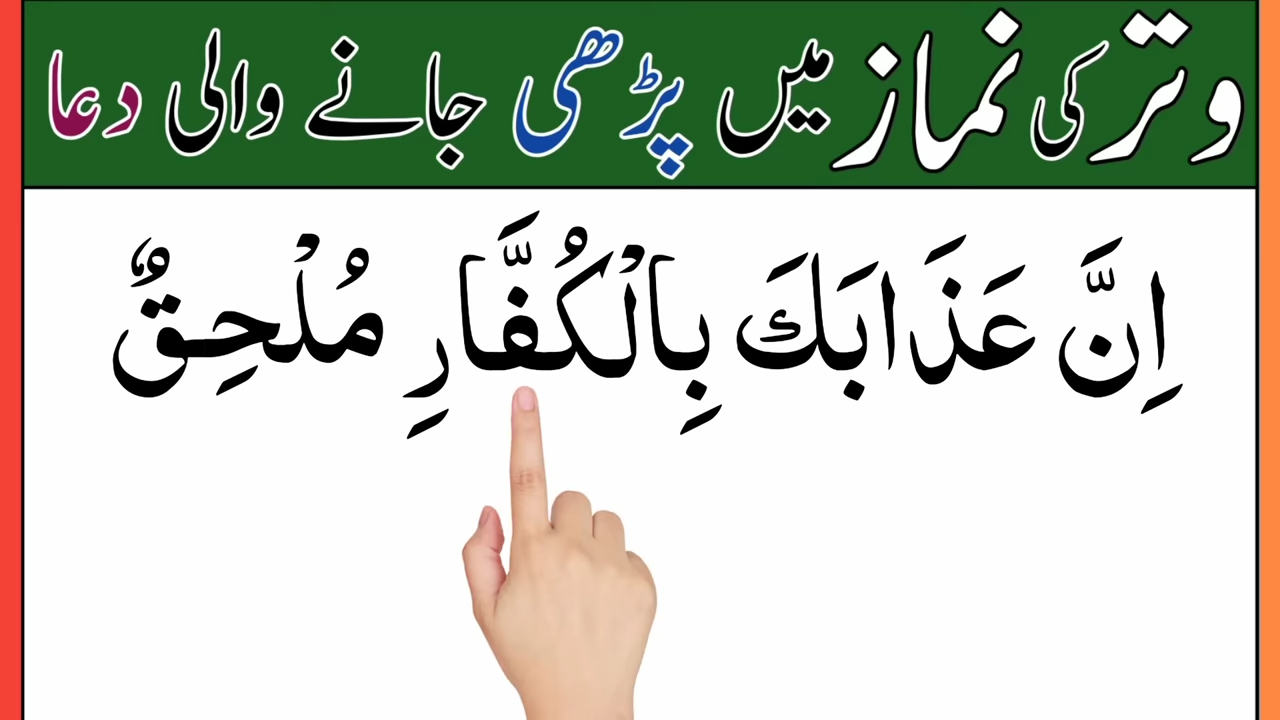 وتر کی نماز میں پڑھی جانے والی دعا
اِنَّ عَذَابَكَ بِالْكُفَّارِ مُلْحِقٌ